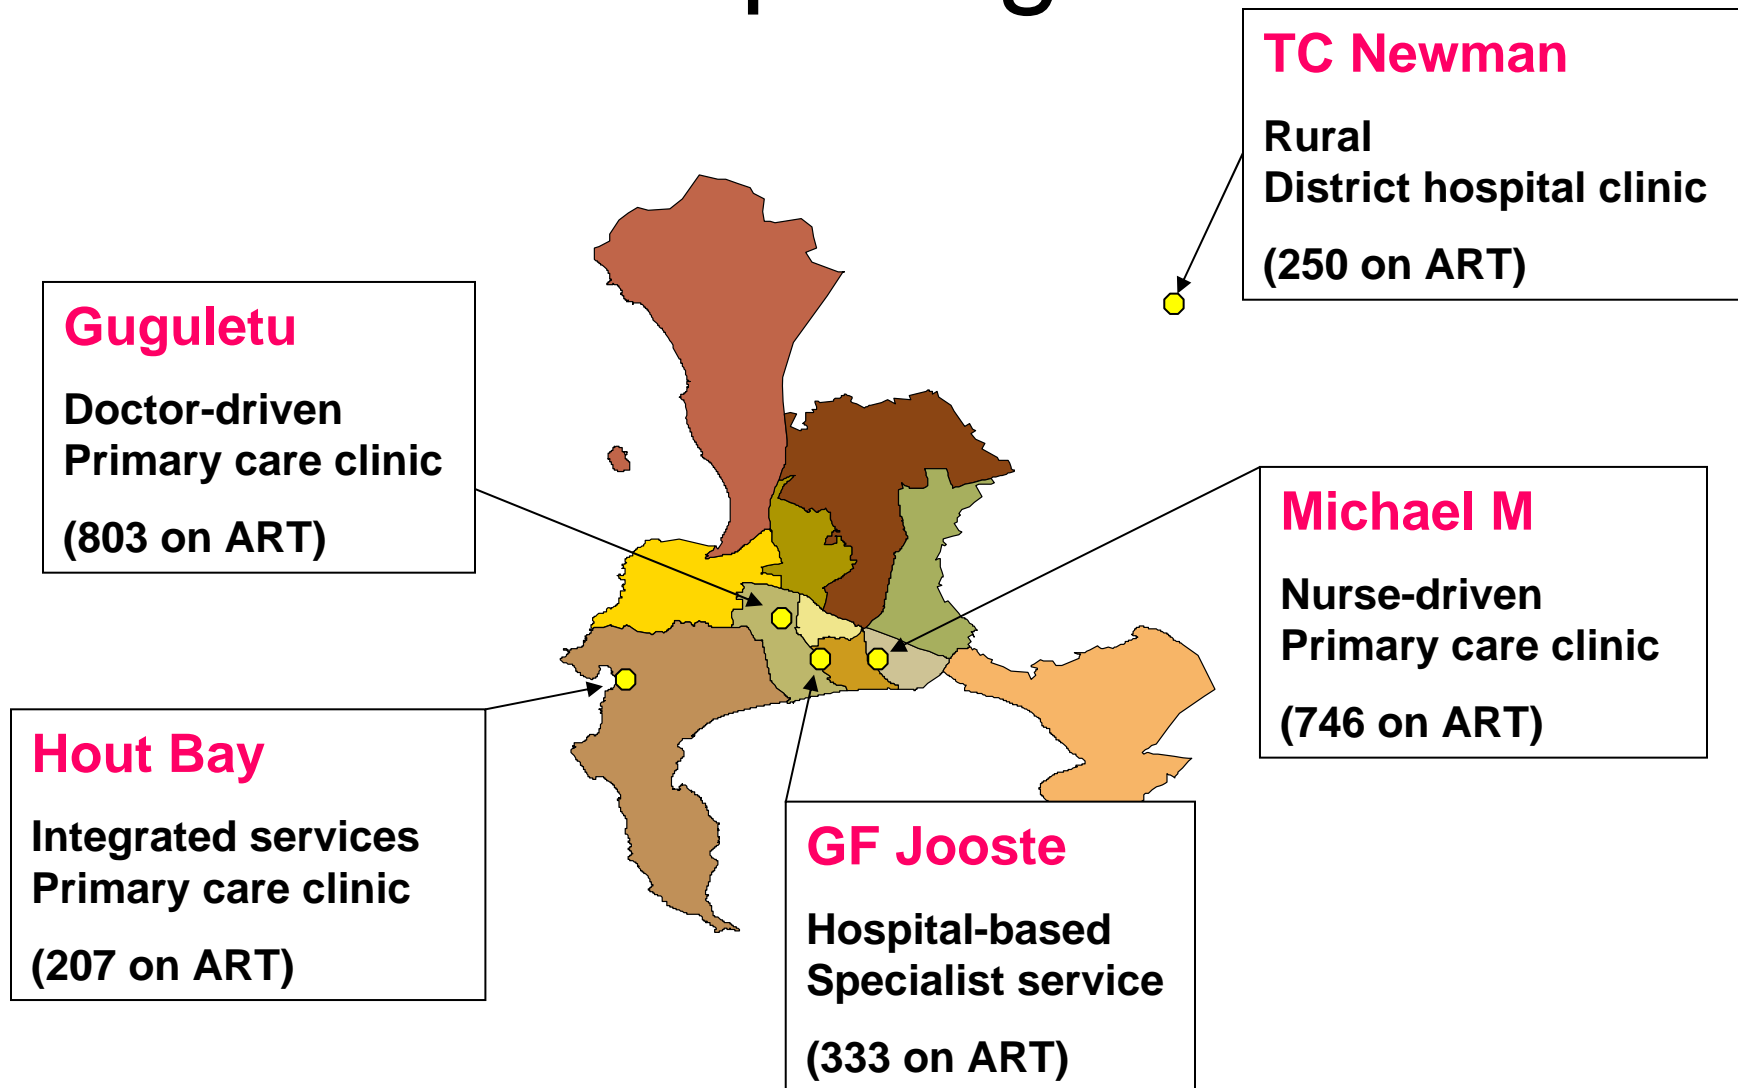 TC Newman
Rural
District hospital clinic
(250 on ART)
Guguletu
Doctor-driven
Primary care clinic
(803 on ART)
Michael M
Nurse-driven
Primary care clinic
(746 on ART)
Hout Bay
Integrated services
Primary care clinic
(207 on ART)
GF Jooste
Hospital-based
Specialist service
(333 on ART)